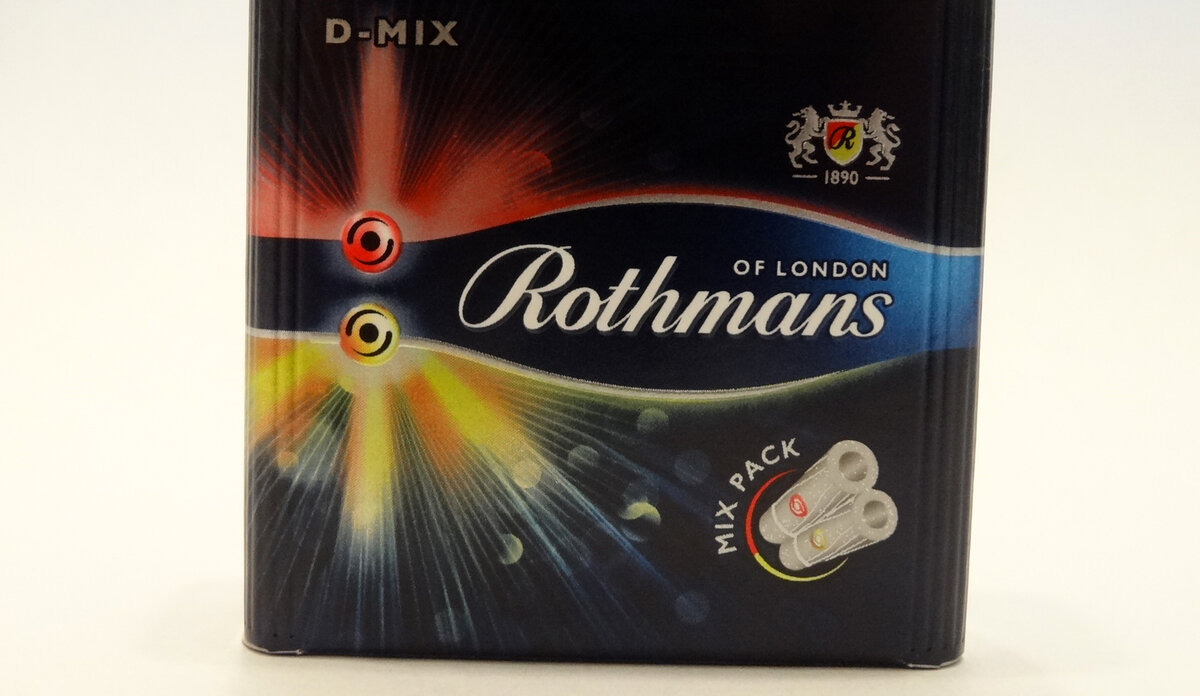 D-MIX
R
1890
OF LONDON
Rothmans
MIX PACK